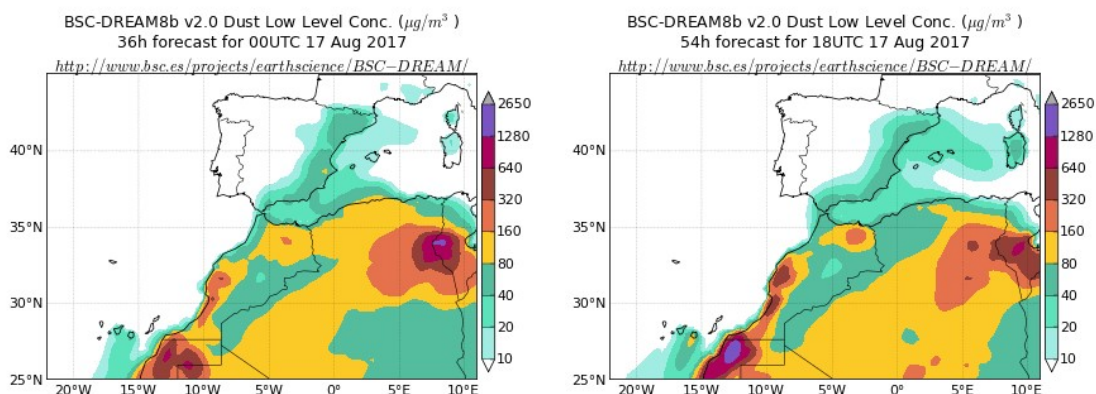 BSC-DREAM8b v2.0 Dust Low Level Conc. (μg/m³ )
36h forecast for 00UTC 17 Aug 2017
http://www.bsc.es/projects/earthscience/BSC−DREAM/
40°N
35°N
30°N
25°N
20°W
15°W
10°W
5°W
0°
5°E
10°E
2650
1280
640
320
160
80
40
20
10
BSC-DREAM8b v2.0 Dust Low Level Conc. (μg/m³ )
54h forecast for 18UTC 17 Aug 2017
http://www.bsc.es/projects/earthscience/BSC−DREAM/
40°N
35°N
30°N
25°N
20°W
15°W
10°W
5°W
0°
5°E
10°E
2650
1280
640
320
160
80
40
20
10